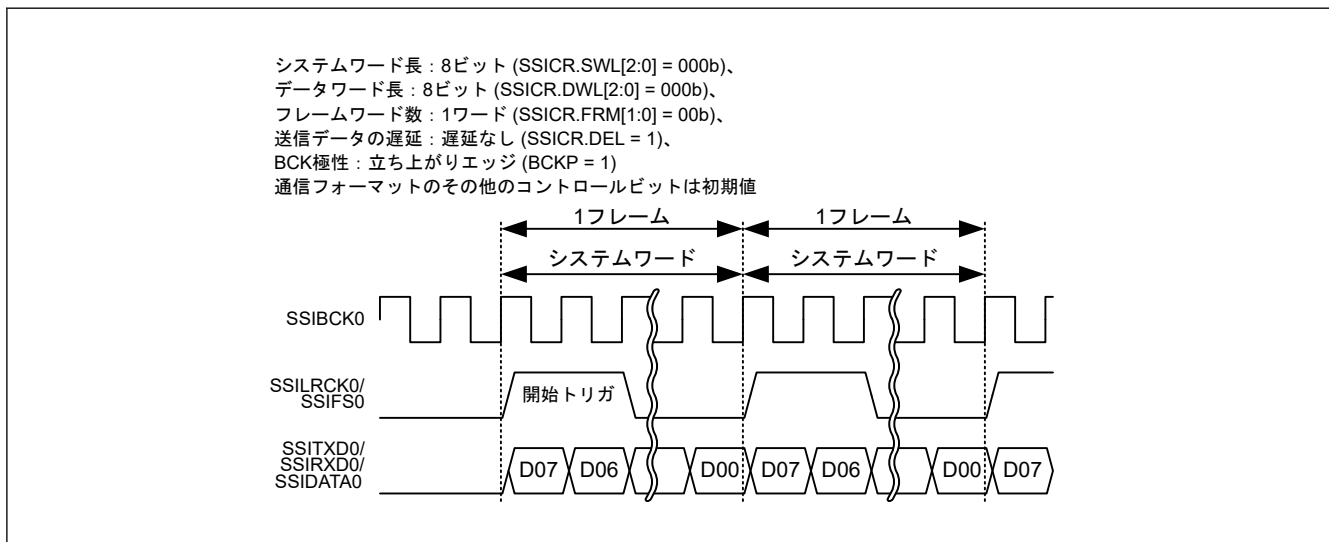 システムワード長：8ビット (SSICR.SWL[2:0] = 000b)、
データワード長：8ビット (SSICR.DWL[2:0] = 000b)、
フレームワード数：1ワード (SSICR.FRM[1:0] = 00b)、
送信データの遅延：遅延なし (SSICR.DEL = 1)、
BCK極性：立ち上がりエッジ (BCKP = 1)
通信フォーマットのその他のコントロールビットは初期値
1フレーム 1フレーム
システムワード システムワード
SSIBCK0
SSILRCK0/
SSIFS0
開始トリガ
SSITXD0/
SSIRXD0/
SSIDATA0
D07 D06 D00 D07 D06 D00 D07